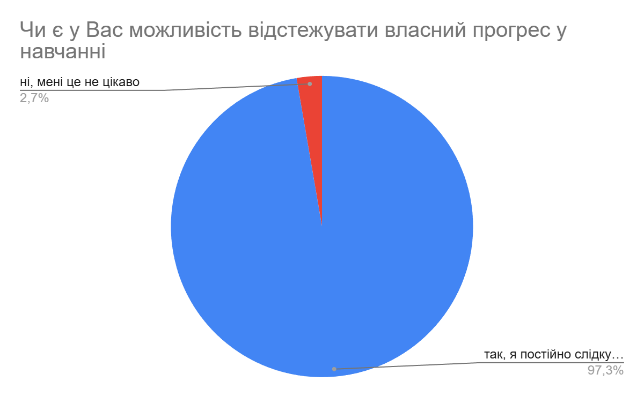 Чи є у Вас можливість відстежувати власний прогрес у
навчанні
ні, мені це не цікаво
2,7%
так, я постійно слідку…
97,3%